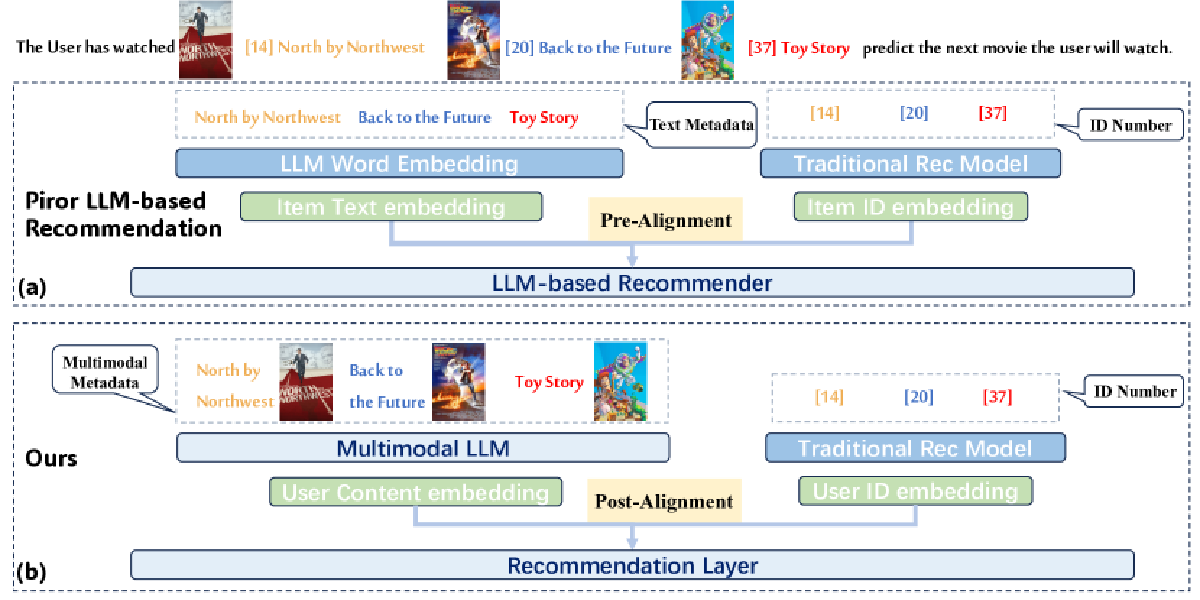 The User has watched [14] North by Northwest [20] Back to the Future [37] Toy Story predict the next movie the user will watch.
North by Northwest Back to the Future Toy Story
Text Metadata
[14] [20] [37]
ID Number
LLM Word Embedding
Traditional Rec Model
Piror LLM-based
Recommendation
Item Text embedding
Pre-Alignment
Item ID embedding
(a)
LLM-based Recommender
Multimodal
Metadata
North by
Northwest
Back to
the Future
Toy Story
[14] [20] [37]
ID Number
Ours
Multimodal LLM
Traditional Rec Model
User Content embedding
Post-Alignment
User ID embedding
(b)
Recommendation Layer